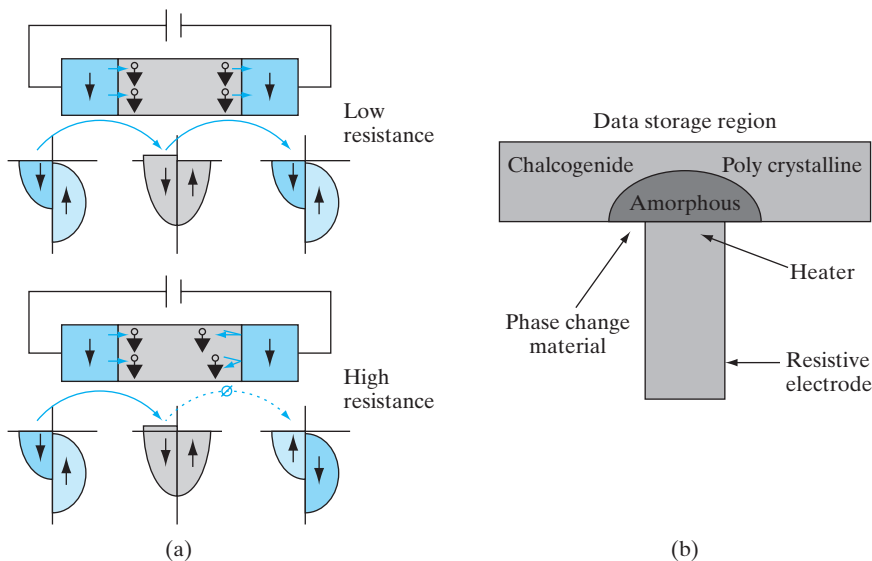 Low
resistance
High
resistance
(a)
Data storage region
Chalcogenide
Poly crystalline
Amorphous
Heater
Phase change
material
Resistive
electrode
(b)